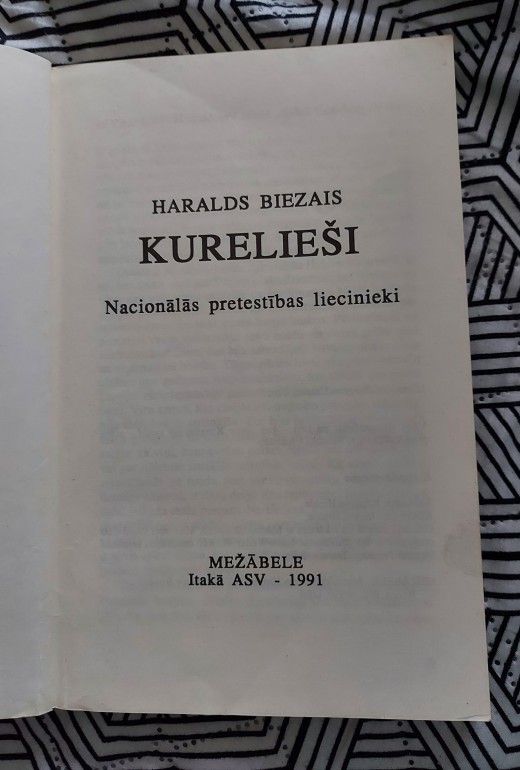 HARALDS BIEZAIS
KURELIEŠI
Nacionālās pretestības liecinieki
MEŽĀBELE
Itakā ASV - 1991